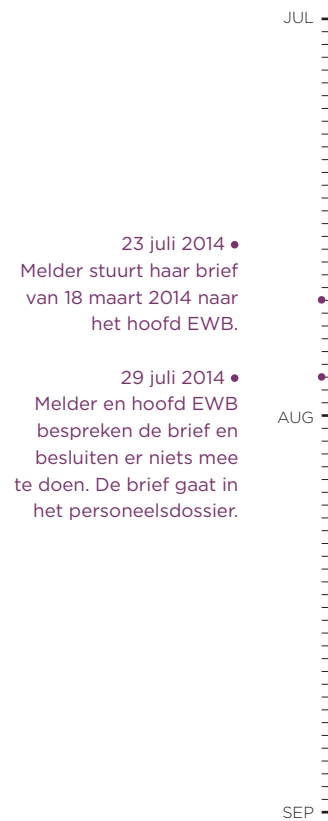 JUL
23 juli 2014
Melder stuurt haar brief
van 18 maart 2014 naar
het hoofd EWB.
29 juli 2014
Melder en hoofd EWB
bespreken de brief en
besluiten er niets mee
te doen. De brief gaat in
het personeelsdossier.
AUG
SEP